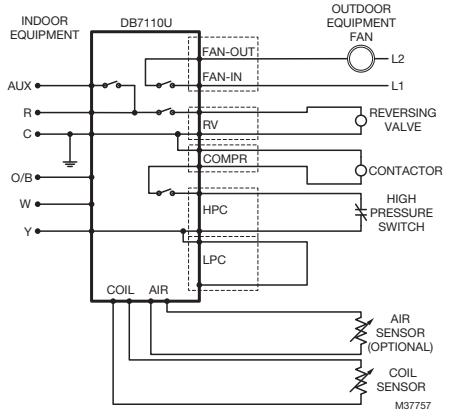 INDOOR
EQUIPMENT
DB7110U
OUTDOOR
EQUIPMENT
FAN
FAN-OUT
L2
FAN-IN
L1
AUX
R
RV
REVERSING
VALVE
C
COMPR
CONTACTOR
O/B
W
HPC
HIGH
PRESSURE
SWITCH
Y
LPC
COIL AIR
AIR
SENSOR
(OPTIONAL)
COIL
SENSOR
M37757